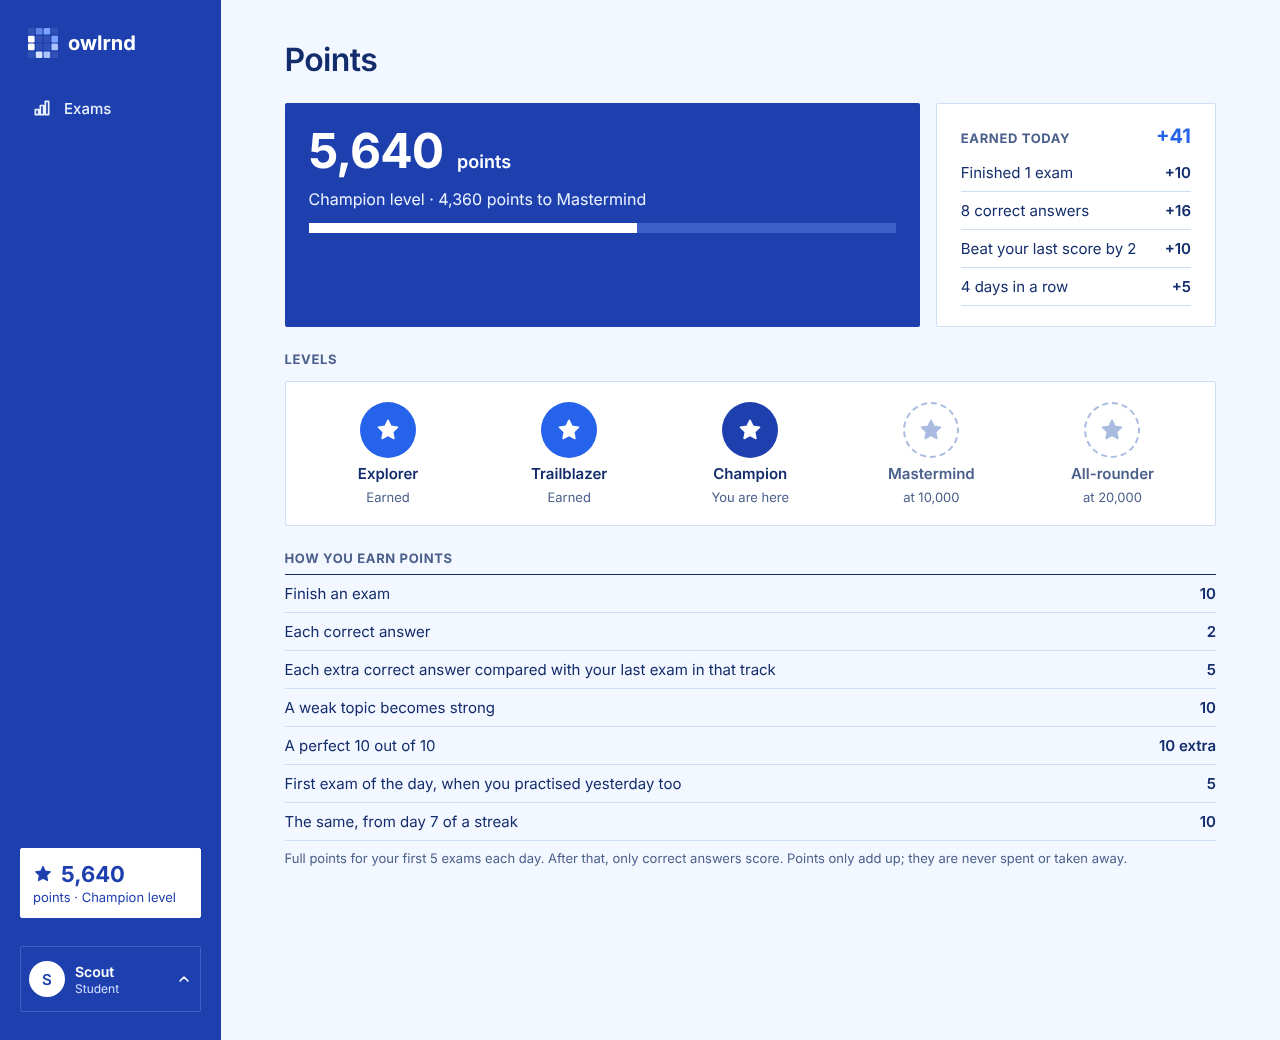 owlrnd
Exams
5,640
points · Champion level
S
Scout
Student
Points
5,640 points
Champion level · 4,360 points to Mastermind
EARNED TODAY +41
Finished 1 exam +10
8 correct answers +16
Beat your last score by 2 +10
4 days in a row +5
LEVELS
Explorer
Earned
Trailblazer
Earned
Champion
You are here
Mastermind
at 10,000
All-rounder
at 20,000
HOW YOU EARN POINTS
Finish an exam 10
Each correct answer 2
Each extra correct answer compared with your last exam in that track 5
A weak topic becomes strong 10
A perfect 10 out of 10 10 extra
First exam of the day, when you practised yesterday too 5
The same, from day 7 of a streak 10
Full points for your first 5 exams each day. After that, only correct answers score. Points only add up; they are never spent or taken away.